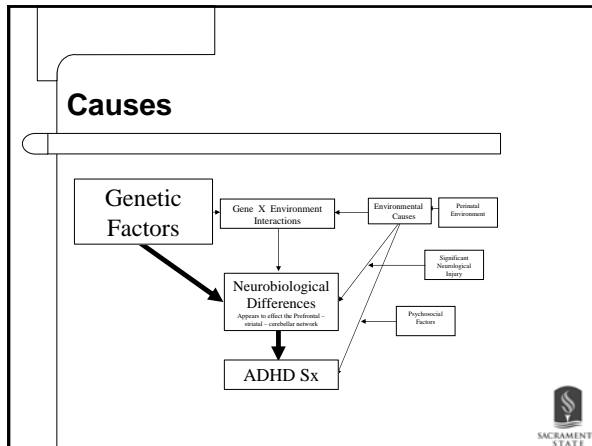 Causes
Genetic
Factors
Gene X Environment
Interactions
Environmental
Causes
Perinatal
Environment
Significant
Neurological
Injury
Neurobiological
Differences
Appears to effect the Prefrontal –
striatal – cerebellar network
Psychosocial
Factors
ADHD Sx
SACRAMENTO
STATE